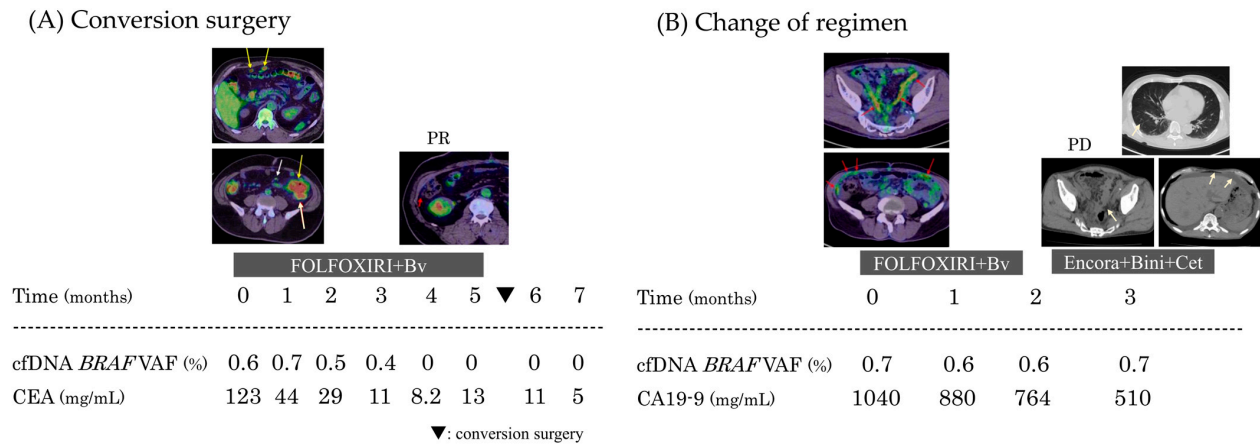 (A) Conversion surgery
PR
FOLFOXIRI+Bv
Time (months) 0 1 2 3 4 5 ▼ 6 7
cfDNA BRAF VAF (%) 0.6 0.7 0.5 0.4 0 0 0 0
CEA (mg/mL) 123 44 29 11 8.2 13 11 5
▼: conversion surgery
(B) Change of regimen
PD
FOLFOXIRI+Bv Encora+Bini+Cet
Time (months) 0 1 2 3
cfDNA BRAF VAF (%) 0.7 0.6 0.6 0.7
CA19-9 (mg/mL) 1040 880 764 510